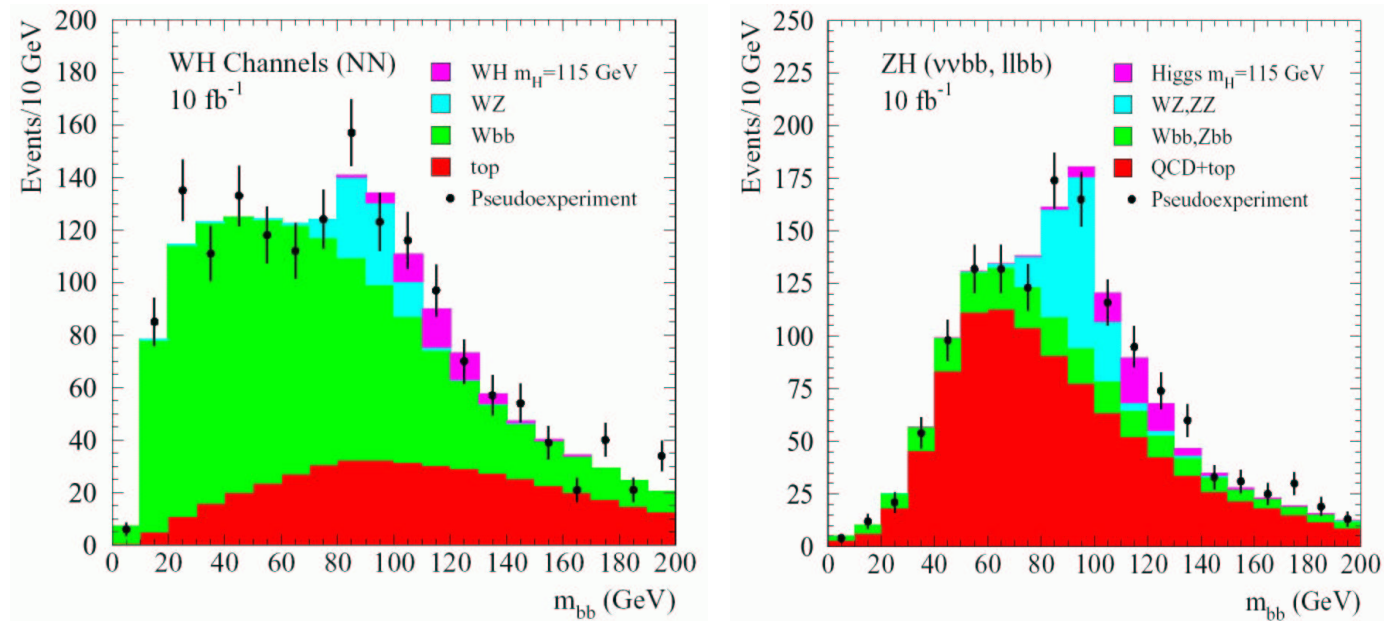 Events/10 GeV
200
180
160
140
120
100
80
60
40
20
0
WH Channels (NN)
10 fb-1
WH mH=115 GeV
WZ
Wbb
top
Pseudoexperiment
0 20 40 60 80 100 120 140 160 180 200
mbb (GeV)
Events/10 GeV
250
225
200
175
150
125
100
75
50
25
0
ZH (ννbb, llbb)
10 fb-1
Higgs mH=115 GeV
WZ,ZZ
Wbb,Zbb
QCD+top
Pseudoexperiment
0 20 40 60 80 100 120 140 160 180 200
mbb (GeV)